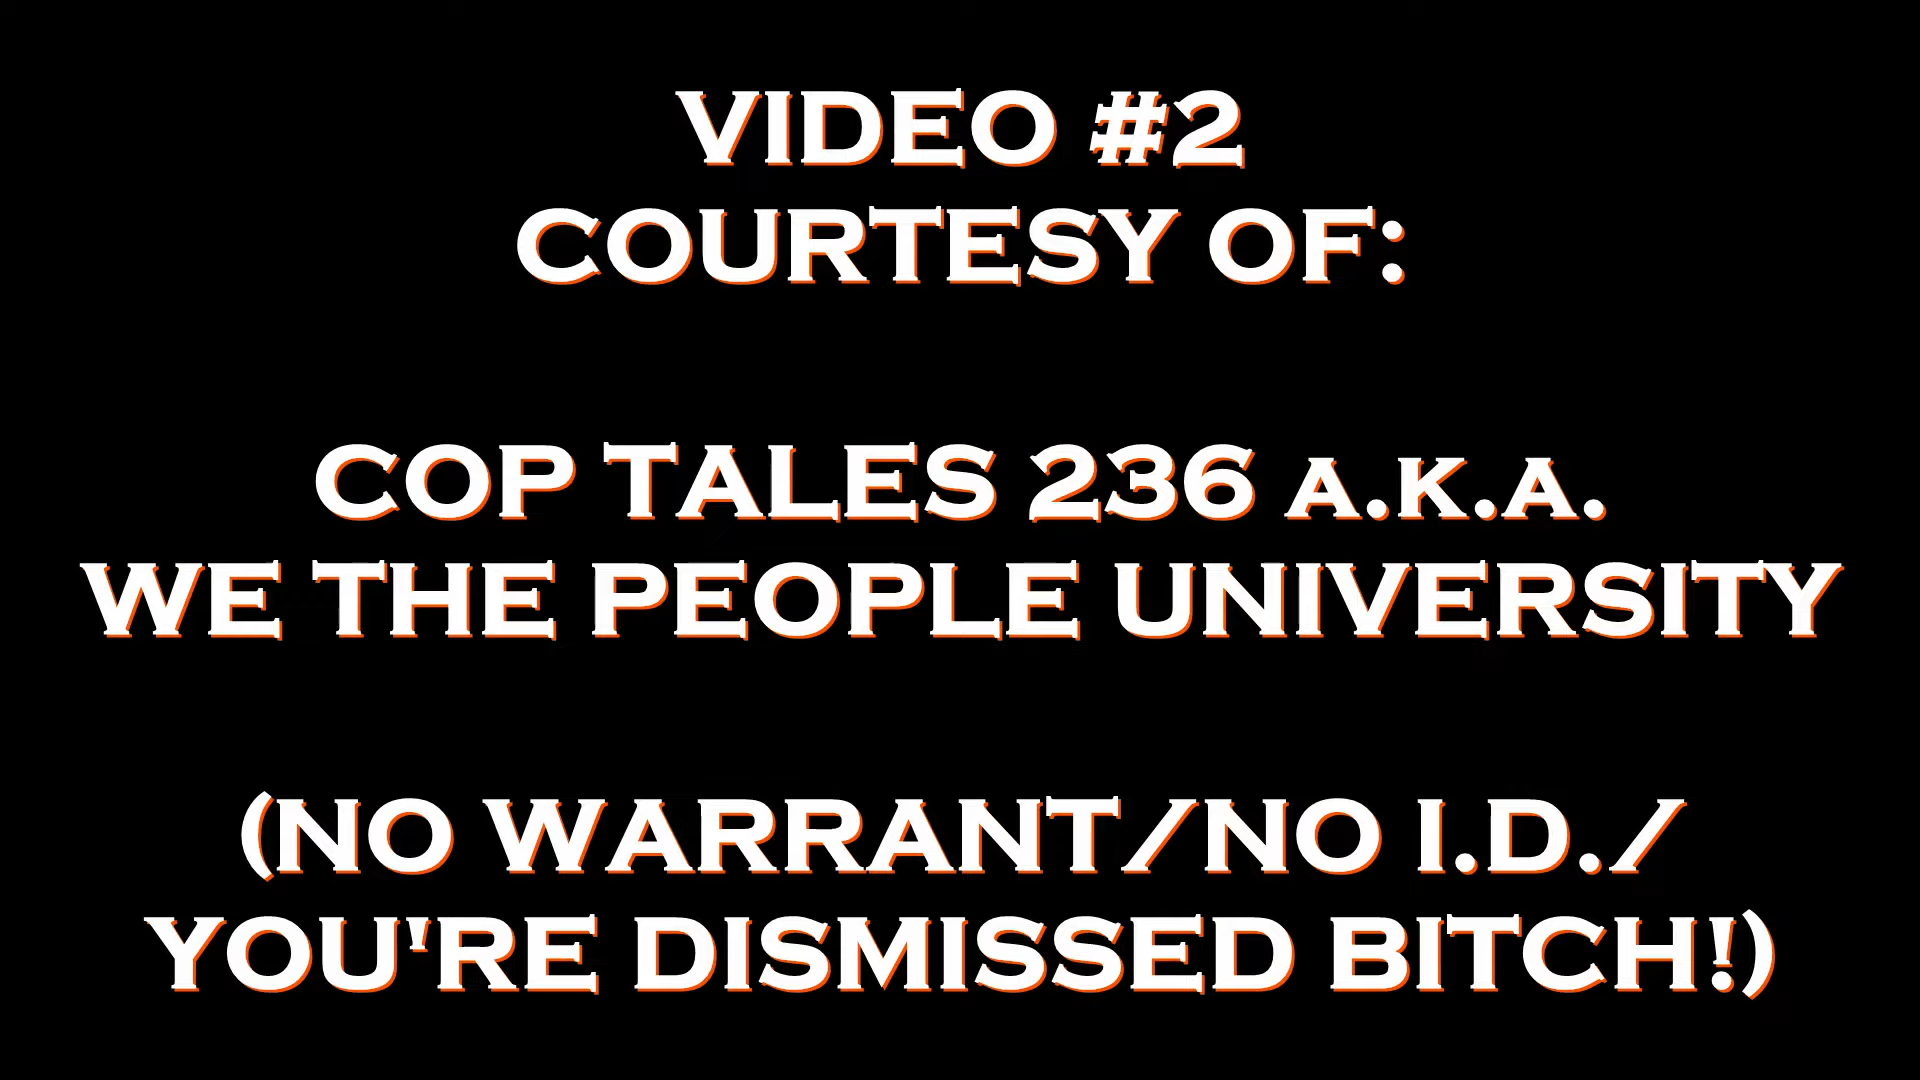 VIDEO #2
COURTESY OF:
COP TALES 236 A.K.A.
WE THE PEOPLE UNIVERSITY
(NO WARRANT/NO I.D./
YOU'RE DISMISSED BITCH!)